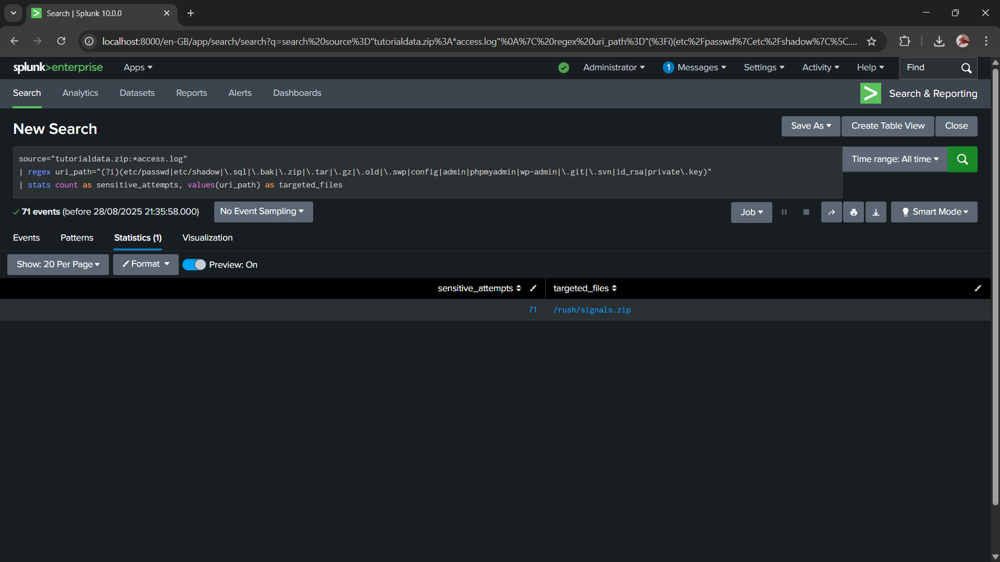 Search | Splunk 10.0.0
localhost:8000/en-GB/app/search/search?q=search%20source%3D"tutorialdata.zip%3A*access.log"%0A%7C%20regex%20uri_path%3D"(%3Fi)(etc%2Fpasswd%7Cetc%2Fshadow%7C%5C....
splunk>enterprise Apps Administrator 1 Messages Settings Activity Help Find
Search Analytics Datasets Reports Alerts Dashboards > Search & Reporting
New Search Save As Create Table View Close
source="tutorialdata.zip:*access.log" Time range: All time
| regex uri_path="(?i)(etc/passwd|etc/shadow|\.sql|\.bak|\.zip|\.tar|\.gz|\.old|\.swp|config|admin|phpmyadmin|wp-admin|\.git|\.svn|id_rsa|private\.key)"
| stats count as sensitive_attempts, values(uri_path) as targeted_files
71 events (before 28/08/2025 21:35:58.000) No Event Sampling Job Smart Mode
Events Patterns Statistics (1) Visualization
Show: 20 Per Page Format Preview: On
sensitive_attempts targeted_files
71 /rush/signals.zip